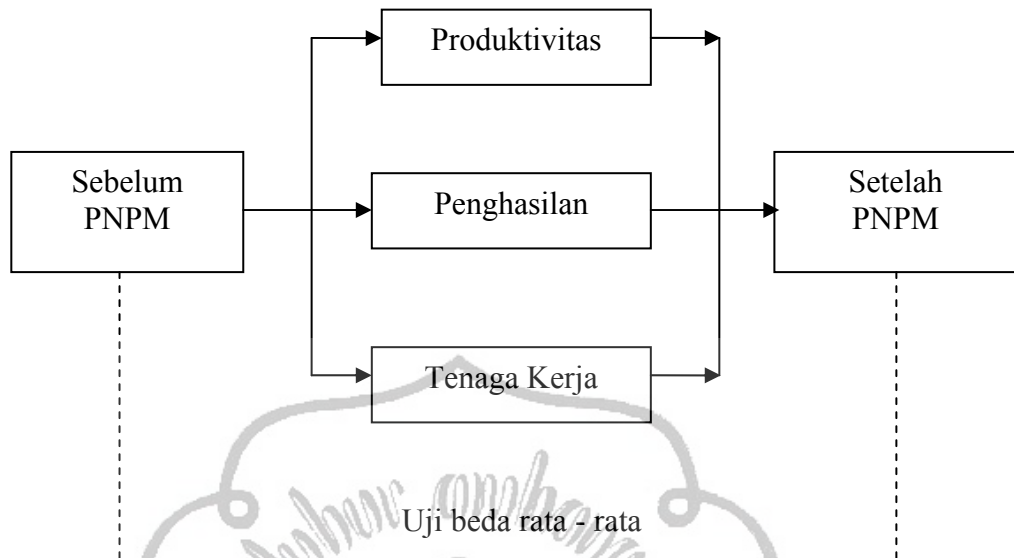 Produktivitas
Sebelum
PNPM
Penghasilan
Setelah
PNPM
Tenaga Kerja
Uji beda rata - rata